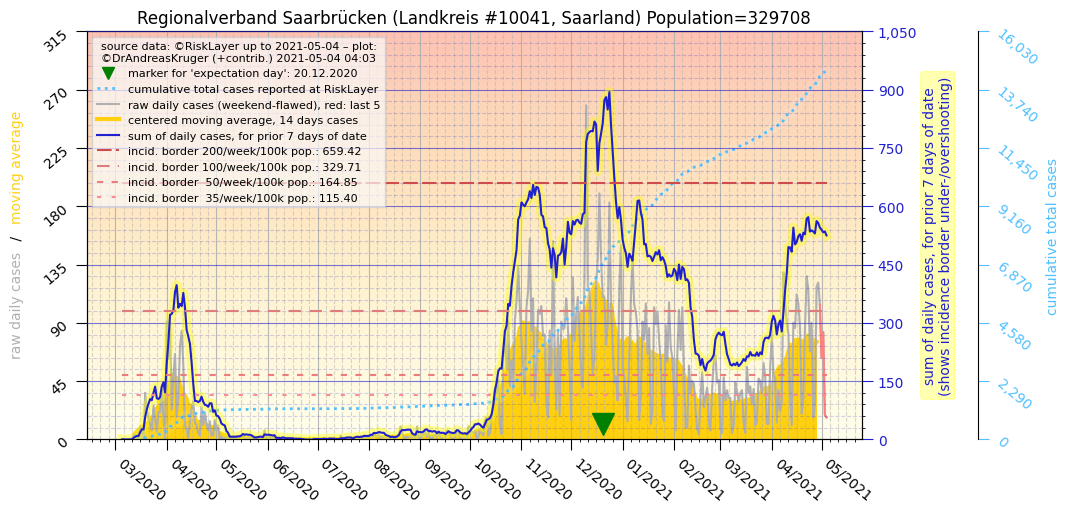 Regionalverband Saarbrücken (Landkreis #10041, Saarland) Population=329708
source data: ©RiskLayer up to 2021-05-04 – plot:
©DrAndreasKruger (+contrib.) 2021-05-04 04:03
marker for 'expectation day': 20.12.2020
cumulative total cases reported at RiskLayer
raw daily cases (weekend-flawed), red: last 5
centered moving average, 14 days cases
sum of daily cases, for prior 7 days of date
incid. border 200/week/100k pop.: 659.42
incid. border 100/week/100k pop.: 329.71
incid. border  50/week/100k pop.: 164.85
incid. border  35/week/100k pop.: 115.40
raw daily cases / moving average
315
270
225
180
135
90
45
0
03/2020
04/2020
05/2020
06/2020
07/2020
08/2020
09/2020
10/2020
11/2020
12/2020
01/2021
02/2021
03/2021
04/2021
05/2021
1,050
900
750
600
450
300
150
0
sum of daily cases, for prior 7 days of date
(shows incidence border under-/overshooting)
16,030
13,740
11,450
9,160
6,870
4,580
2,290
0
cumulative total cases